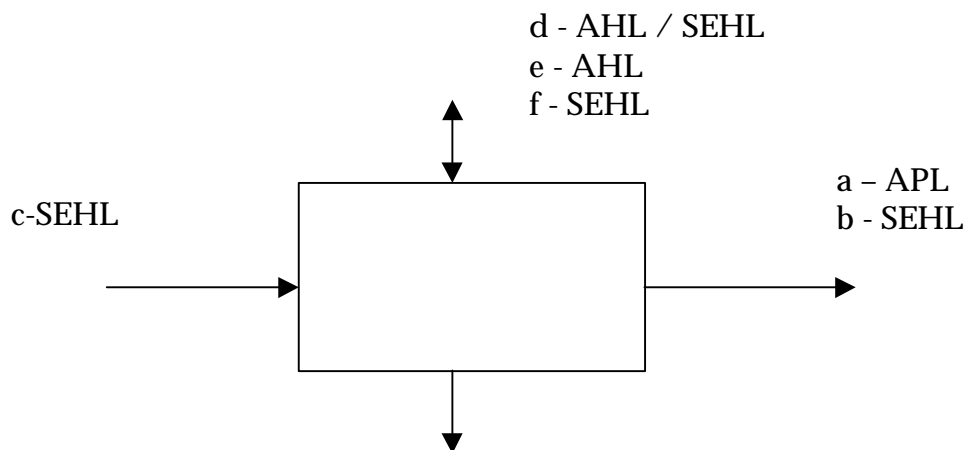 d - AHL / SEHL
e - AHL
f - SEHL
a – APL
b - SEHL
c-SEHL